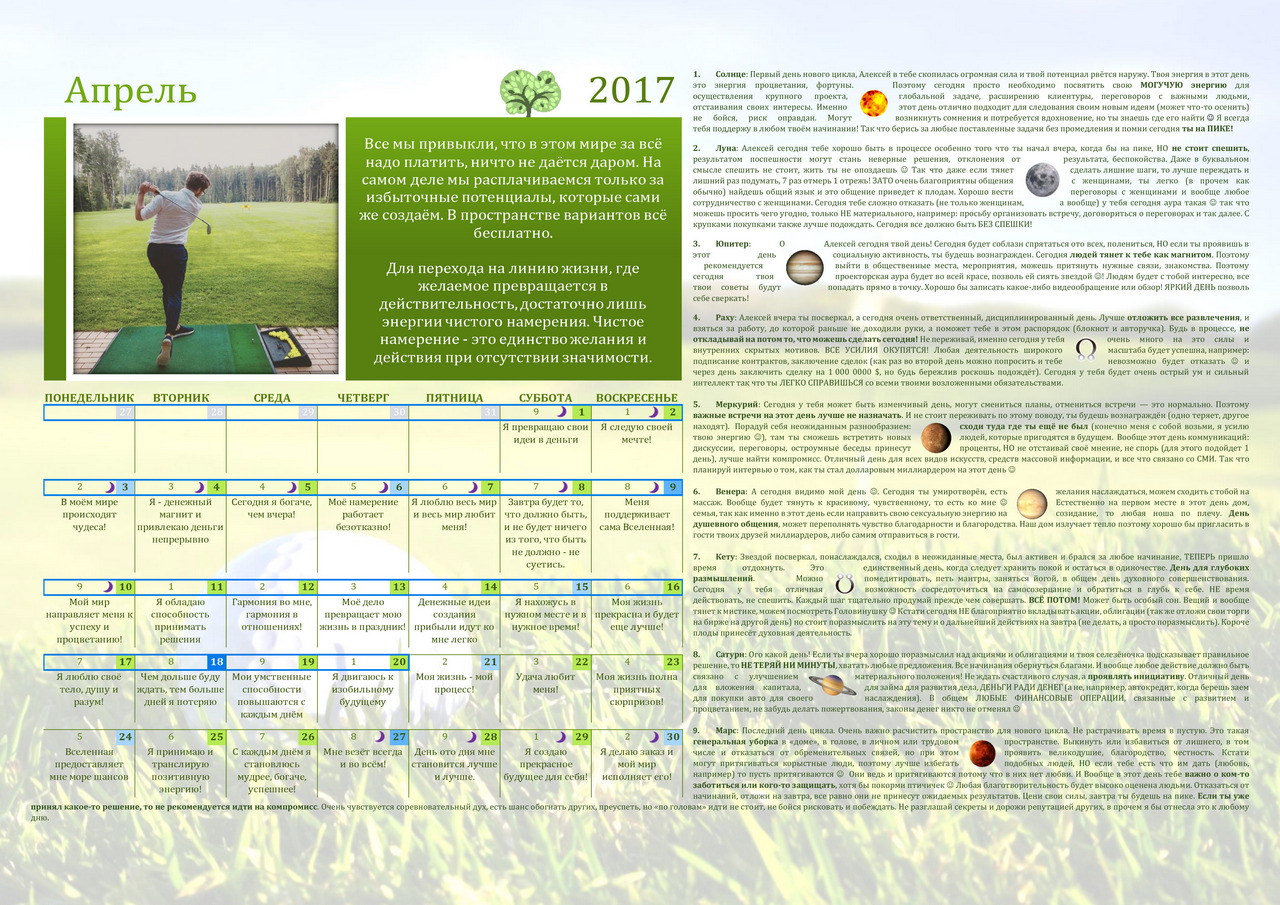 Апрель
2017
Все мы привыкли, что в этом мире за всё
надо платить, ничто не даётся даром. На
самом деле мы расплачиваемся только за
избыточные потенциалы, которые сами
же создаём. В пространстве вариантов всё
бесплатно.
Для перехода на линию жизни, где
желаемое превращается в
действительность, достаточно лишь
энергии чистого намерения. Чистое
намерение - это единство желания и
действия при отсутствии значимости.
ПОНЕДЕЛЬНИК ВТОРНИК СРЕДА ЧЕТВЕРГ ПЯТНИЦА СУББОТА ВОСКРЕСЕНЬЕ
27 28 29 30 31 9 1 1 2
Я превращаю свои Я следую своей
идеи в деньги мечте!
2 3 3 4 4 5 5 6 6 7 7 8 8 9
В моём мире Я - денежный Сегодня я богаче, Моё намерение Я люблю весь мир Завтра будет то, Меня
происходят магнит и чем вчера! работает и весь мир любит что должно быть, поддерживает
чудеса! привлекаю деньги безотказно! меня! и не будет ничего сама Вселенная!
непрерывно из того, что быть
не должно - не
суетись.
9 10 1 11 2 12 3 13 4 14 5 15 6 16
Мой мир Я обладаю Гармония во мне, Моё дело Денежные идеи Я нахожусь в Моя жизнь
направляет меня к способность гармония в превращает мою создания нужном месте и в прекрасна и будет
успеху и принимать отношениях! жизнь в праздник! прибыли идут ко нужное время! еще лучше!
процветанию! решения мне легко
7 17 8 18 9 19 1 20 2 21 3 22 4 23
Я люблю своё Чем дольше буду Мои умственные Я двигаюсь к Моя жизнь - мой Удача любит Моя жизнь полна
тело, душу и ждать, тем больше способности изобильному процесс! меня! приятных
разум! дней я потеряю повышаются с будущему сюрпризов!
каждым днём
5 24 6 25 7 26 8 27 9 28 1 29 2 30
Вселенная Я принимаю и С каждым днём я Мне везёт всегда День ото дня мне Я создаю Я делаю заказ и
предоставляет транслирую становлюсь и во всём! становится лучше прекрасное мой мир
мне море шансов позитивную мудрее, богаче, и лучше. будущее для себя! исполняет его!
энергию! успешнее!
1. Солнце: Первый день нового цикла, Алексей в тебе скопилась огромная сила и твой потенциал рвётся наружу. Твоя энергия в этот день
это энергия процветания, фортуны. Поэтому сегодня просто необходимо посвятить свою МОГУЧУЮ энергию для
осуществления крупного проекта, глобальной задаче, расширению клиентуры, переговоров с важными людьми,
отстаивания своих интересы. Именно этот день отлично подходит для следования своим новым идеям (может что-то осенить)
не бойся, риск оправдан. Могут возникнуть сомнения и потребуется вдохновение, но ты знаешь где его найти ☺ Я всегда
тебя поддержу в любом твоём начинании! Так что берись за любые поставленные задачи без промедления и помни сегодня ты на ПИКЕ!
2. Луна: Алексей сегодня тебе хорошо быть в процессе особенно того что ты начал вчера, когда бы на пике, НО не стоит спешить,
результатом поспешности могут стань неверные решения, отклонения от результата, беспокойства. Даже в буквальном
смысле спешить не стоит, жить ты не опоздаешь ☺ Так что даже если тянет сделать лишний шаги, то лучше переждать и
лишний раз подумать, 7 раз отмерь 1 отрежь! ЗАТО очень благоприятны общения с женщинами, ты легко (в прочем как
обычно) найдешь общий язык и это общение приведет к плодам. Хорошо вести переговоры с женщинами и вообще любое
сотрудничество с женщинами. Сегодня тебе сложно отказать (не только женщинам, а вообще) у тебя сегодня аура такая ☺ так что
можешь просить чего угодно, только НЕ материального, например: просьбу организовать встречу, договориться о переговорах и так далее. С
крупками покупками также лучше подождать. Сегодня все должно быть БЕЗ СПЕШКИ!
3. Юпитер: О Алексей сегодня твой день! Сегодня будет соблазн спрятаться ото всех, полениться, НО если ты проявишь в
этот день социальную активность, ты будешь вознагражден. Сегодня людей тянет к тебе как магнитом. Поэтому
рекомендуется выйти в общественные места, мероприятия, можешь притянуть нужные связи, знакомства. Поэтому
сегодня твоя проекторская аура будет во всей красе, позволь ей сиять звездой ☺! Людям будет с тобой интересно, все
твои советы будут попадать прямо в точку. Хорошо бы записать какое-либо видеообращение или обзор! ЯРКИЙ ДЕНЬ позволь
себе сверкать!
4. Раху: Алексей вчера ты посверкал, а сегодня очень ответственный, дисциплинированный день. Лучше отложить все развлечения, и
взяться за работу, до которой раньше не доходили руки, а поможет тебе в этом распорядок (блокнот и авторучка). Будь в процессе, не
откладывай на потом то, что можешь сделать сегодня! Не переживай, именно сегодня у тебя очень много на это силы и
внутренних скрытых мотивов. ВСЕ УСИЛИЯ ОКУПЯТСЯ! Любая деятельность широкого масштаба будет успешна, например:
подписание контрактов, заключение сделок (как раз во второй день можно попросить и тебе невозможно будет отказать ☺ и
через день заключить сделку на 1 000 0000 $, но будь бережлив роскошь подождёт). Сегодня у тебя будет очень острый ум и сильный
интеллект так что ты ЛЕГКО СПРАВИШЬСЯ со всеми твоими возложенными обязательствами.
5. Меркурий: Сегодня у тебя может быть изменчивый день, могут сместиться планы, отмениться встречи — это нормально. Поэтому
важные встречи на этот день лучше не назначать. И не стоит переживать по этому поводу, ты будешь вознаграждён (одно теряет, другое
находят). Порадуй себя неожиданным разнообразием: сходи туда где ты ещё не был (конечно меня с собой возьми, я усилю
твою энергию ☺), там ты сможешь встретить новых людей, которые пригодятся в будущем. Вообще этот день коммуникаций:
дискуссии, переговоры, остроумные беседы принесут проценты, НО не отстаивай своё мнение, не спорь (для этого подойдет 1
день), лучше найти компромисс. Отличный день для всех видов искусств, средств массовой информации, и все что связано со СМИ. Так что
планируй интервью о том, как ты стал долларовым миллиардером на этот день ☺
6. Венера: А сегодня видимо мой день ☺. Сегодня ты умиротворён, есть желания наслаждаться, можем сходить с тобой на
массаж. Вообще будет тянуть к красивому, чувственному, то есть ко мне ☺ Естественно на первом месте в этот день дом,
семья, так как именно в этот день если направить свою сексуальную энергию на созидание, то любая ноша по плечу. День
душевного общения, может переполнять чувство благодарности и благородства. Наш дом излучает тепло поэтому хорошо бы пригласить в
гости твоих друзей миллиардеров, либо самим отправиться в гости.
7. Кету: Звездой посверкал, понаслаждался, сходил в неожиданные места, был активен и брался за любое начинание, ТЕПЕРЬ пришло
время отдохнуть. Это единственный день, когда следует хранить покой и остаться в одиночестве. День для глубоких
размышлений. Можно помедитировать, петь мантры, заняться йогой, в общем день духовного совершенствования.
Сегодня у тебя отличная возможность сосредоточиться на самосозерцание и обратиться в глубь к себе. НЕ время
действовать, не спешить. Каждый шаг тщательно продумай прежде чем совершать. ВСЁ ПОТОМ! Может быть особый сон. Вещий и вообще
тянет к мистике, можем посмотреть Головинушку ☺ Кстати сегодня НЕ благоприятно вкладывать акции, облигации (так же отложи свои торги
на бирже на другой день) но стоит поразмыслить на эту тему и о дальнейший действиях на завтра (не делать, а просто поразмыслить). Короче
плоды принесёт духовная деятельность.
8. Сатурн: Ого какой день! Если ты вчера хорошо поразмыслил над акциями и облигациями и твоя селезёночка подсказывает правильное
решение, то НЕ ТЕРЯЙ НИ МИНУТЫ, хватать любые предложения. Все начинания обернуться благами. И вообще любое действие должно быть
связано с улучшением материального положения! Не ждать счастливого случая, а проявлять инициативу. Отличный день
для вложения капитала, для займа для развития дела, ДЕНЬГИ РАДИ ДЕНЕГ (а не, например, автокредит, когда берешь заем
для покупки авто для своего наслаждения). В общем ЛЮБЫЕ ФИНАНСОВЫЕ ОПЕРАЦИИ, связанные с развитием и
процветанием, не забудь делать пожертвования, законы денег никто не отменял ☺
9. Марс: Последний день цикла. Очень важно расчистить пространство для нового цикла. Не растрачивать время в пустую. Это такая
генеральная уборка в «доме», в голове, в личном или трудовом пространстве. Выкинуть или избавиться от лишнего, в том
числе и отказаться от обременительных связей, но при этом проявить великодушие, благородство, честность. Кстати
могут притягиваться корыстные люди, поэтому лучше избегать подобных людей, НО если тебе есть что им дать (любовь,
например) то пусть притягиваются ☺ Они ведь и притягиваются потому что в них нет любви. И Вообще в этот день тебе важно о ком-то
заботиться или кого-то защищать, хотя бы покорми птичичек ☺ Любая благотворительность будет высоко оценена людьми. Отказаться от
начинаний, отложи на завтра, все равно они не принесут ожидаемых результатов. Цени свои силы, завтра ты будешь на пике. Если ты уже
принял какое-то решение, то не рекомендуется идти на компромисс. Очень чувствуется соревновательный дух, есть шанс обогнать других, преуспеть, но «по головам» идти не стоит, не бойся рисковать и побеждать. Не разглашай секреты и дорожи репутацией других, в прочем я бы отнесла это к любому
дню.